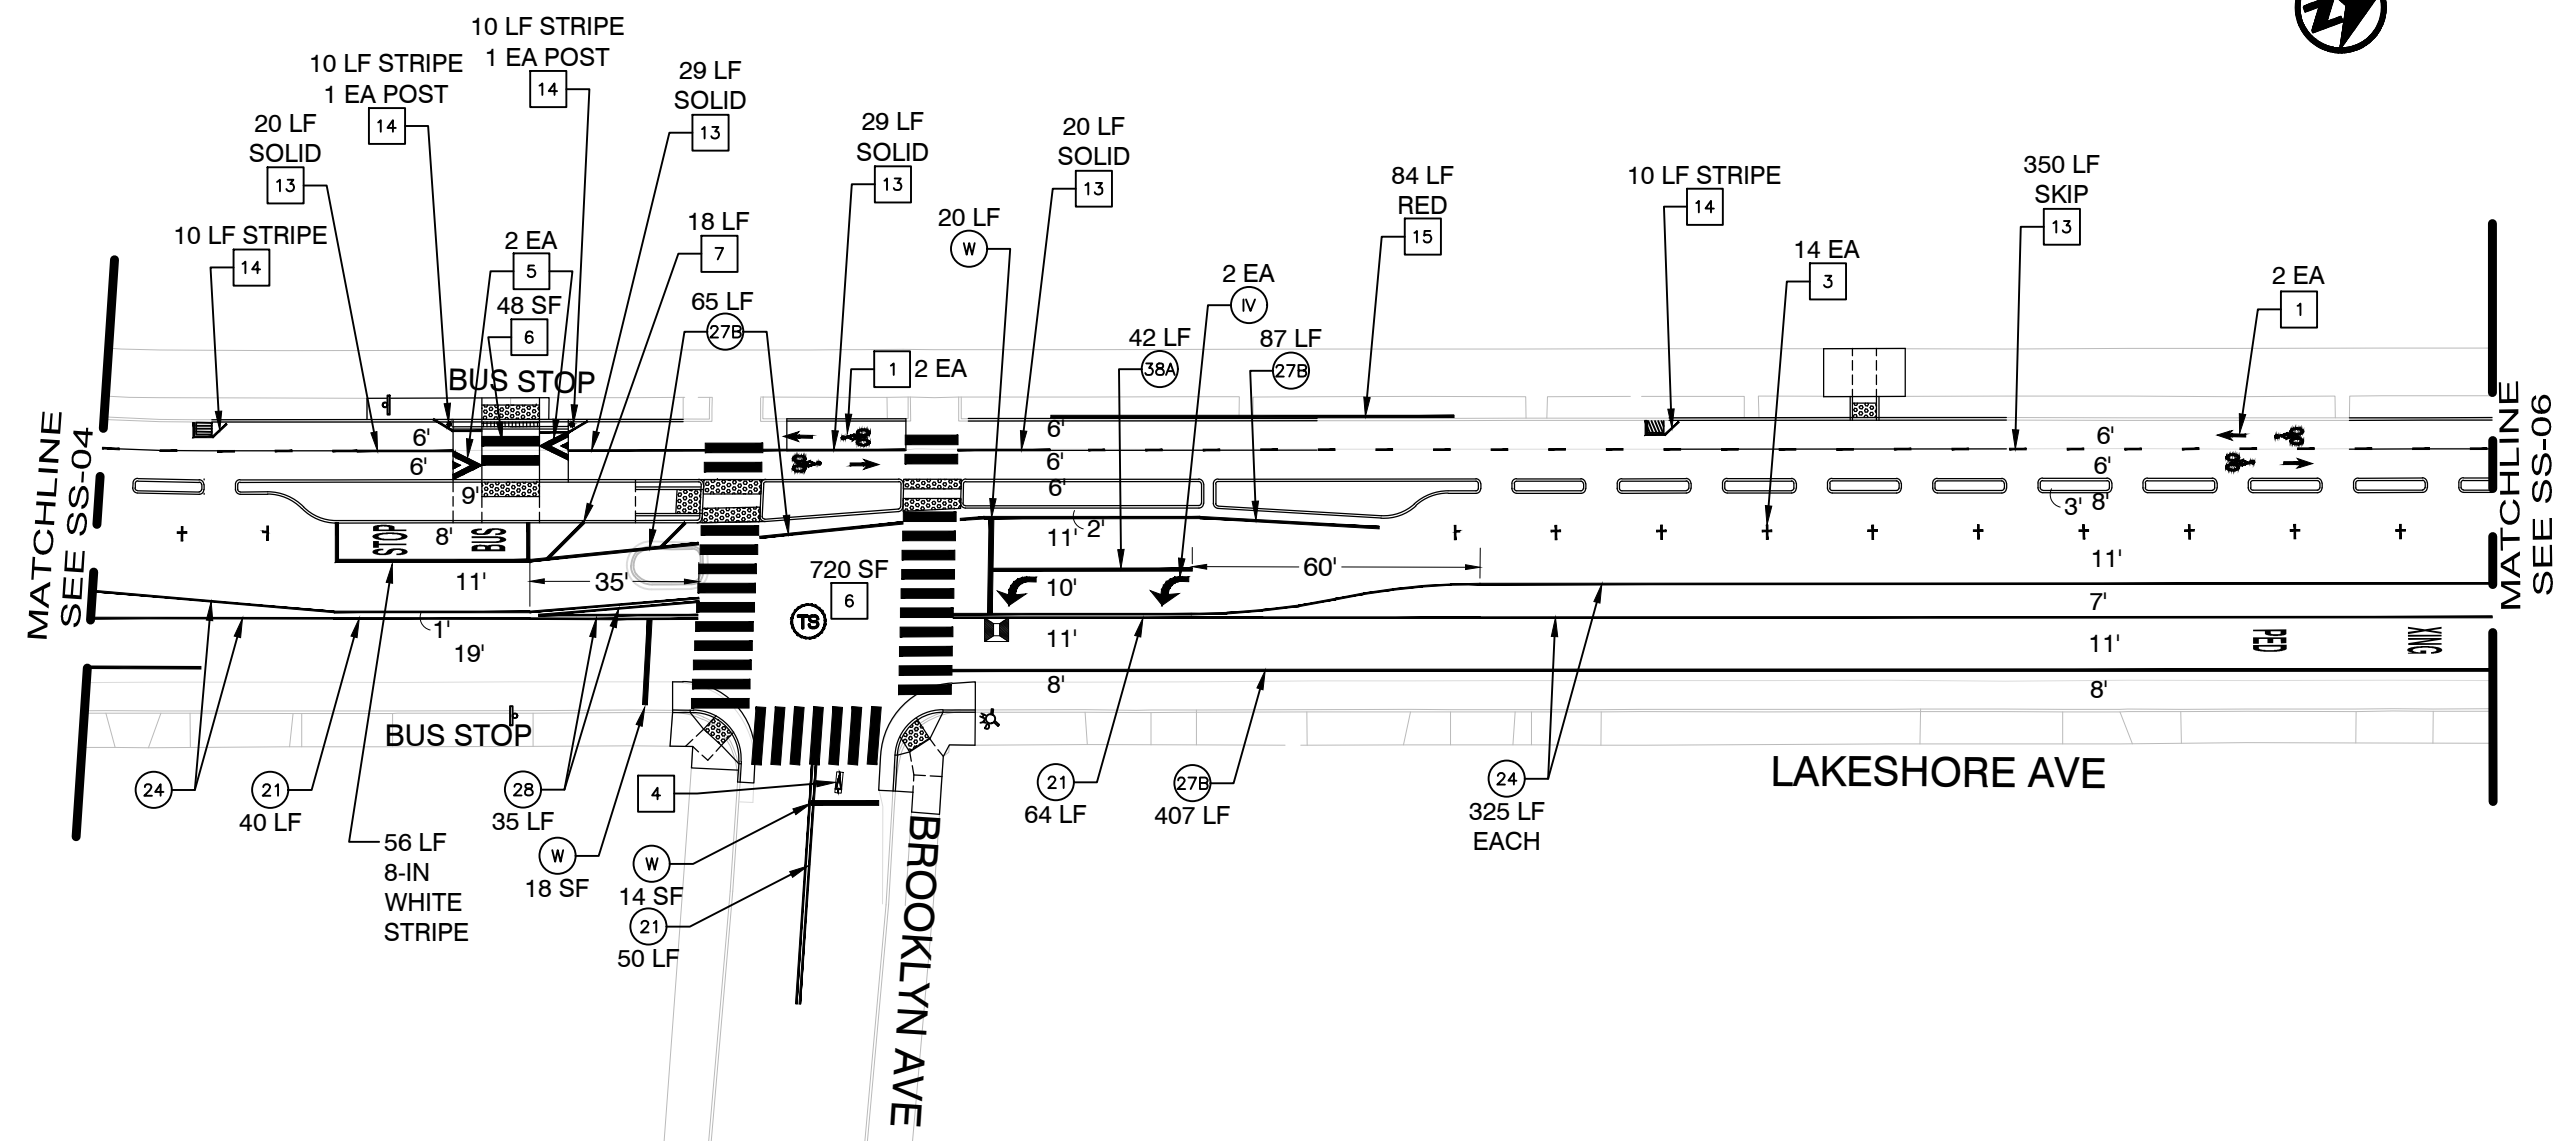 10 LF STRIPE
1 EA POST
14
10 LF STRIPE
1 EA POST
14
29 LF
SOLID
13
20 LF
SOLID
13
29 LF
SOLID
13
20 LF
SOLID
13
84 LF
RED
15
10 LF STRIPE
14
350 LF
SKIP
13
10 LF STRIPE
14
2 EA
5
48 SF
6
18 LF
7
20 LF
W
14 EA
3
2 EA
1
65 LF
27B
2 EA
IV
42 LF
38A
87 LF
27B
1 2 EA
BUS STOP
MATCHLINE
SEE SS-04
6'
6'
9'
8'
STOP
BUS
11'
35'
1'
19'
720 SF
6
TS
6'
6'
6'
2'
11'
10'
60'
11'
8'
6'
6'
3'
8'
11'
7'
11'
8'
PED
XING
MATCHLINE
SEE SS-06
BUS STOP
24
21
40 LF
28
35 LF
4
21
64 LF
27B
407 LF
24
325 LF
EACH
LAKESHORE AVE
56 LF
8-IN
WHITE
STRIPE
W
18 SF
W
14 SF
21
50 LF
BROOKLYN AVE